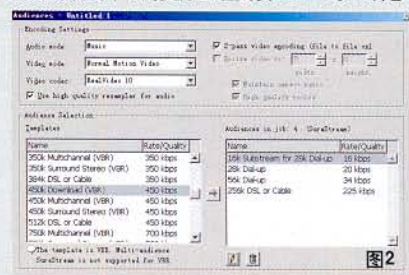 Audiences - Untitled 1
Encoding Settings
Audio mode: Music
2-pass video encoding (file to file onl
Video mode: Normal Motion Video
Resize video to:
width height
Video codec: RealVideo 10
Maintain aspect ratio
Use high quality resampler for audio
High quality resize
Audience Selection
Templates
Audiences in job: 4 (SureStream)
Name Rate/Quality
Name Rate/Quality
350k Multichannel (VBR) 350 kbps
16k Substream for 28k Dial-up 16 kbps
350k Surround Stereo (VBR) 350 kbps
28k Dial-up 20 kbps
384k DSL or Cable 350 kbps
56k Dial-up 34 kbps
450k Download (VBR) 450 kbps
256k DSL or Cable 225 kbps
450k Multichannel (VBR) 450 kbps
450k Surround Stereo (VBR) 450 kbps
512k DSL or Cable 450 kbps
750k Multichannel (VBR) 700 kbps
The template is VBR. Multi-audience
SureStream is not supported for VBR.
图2